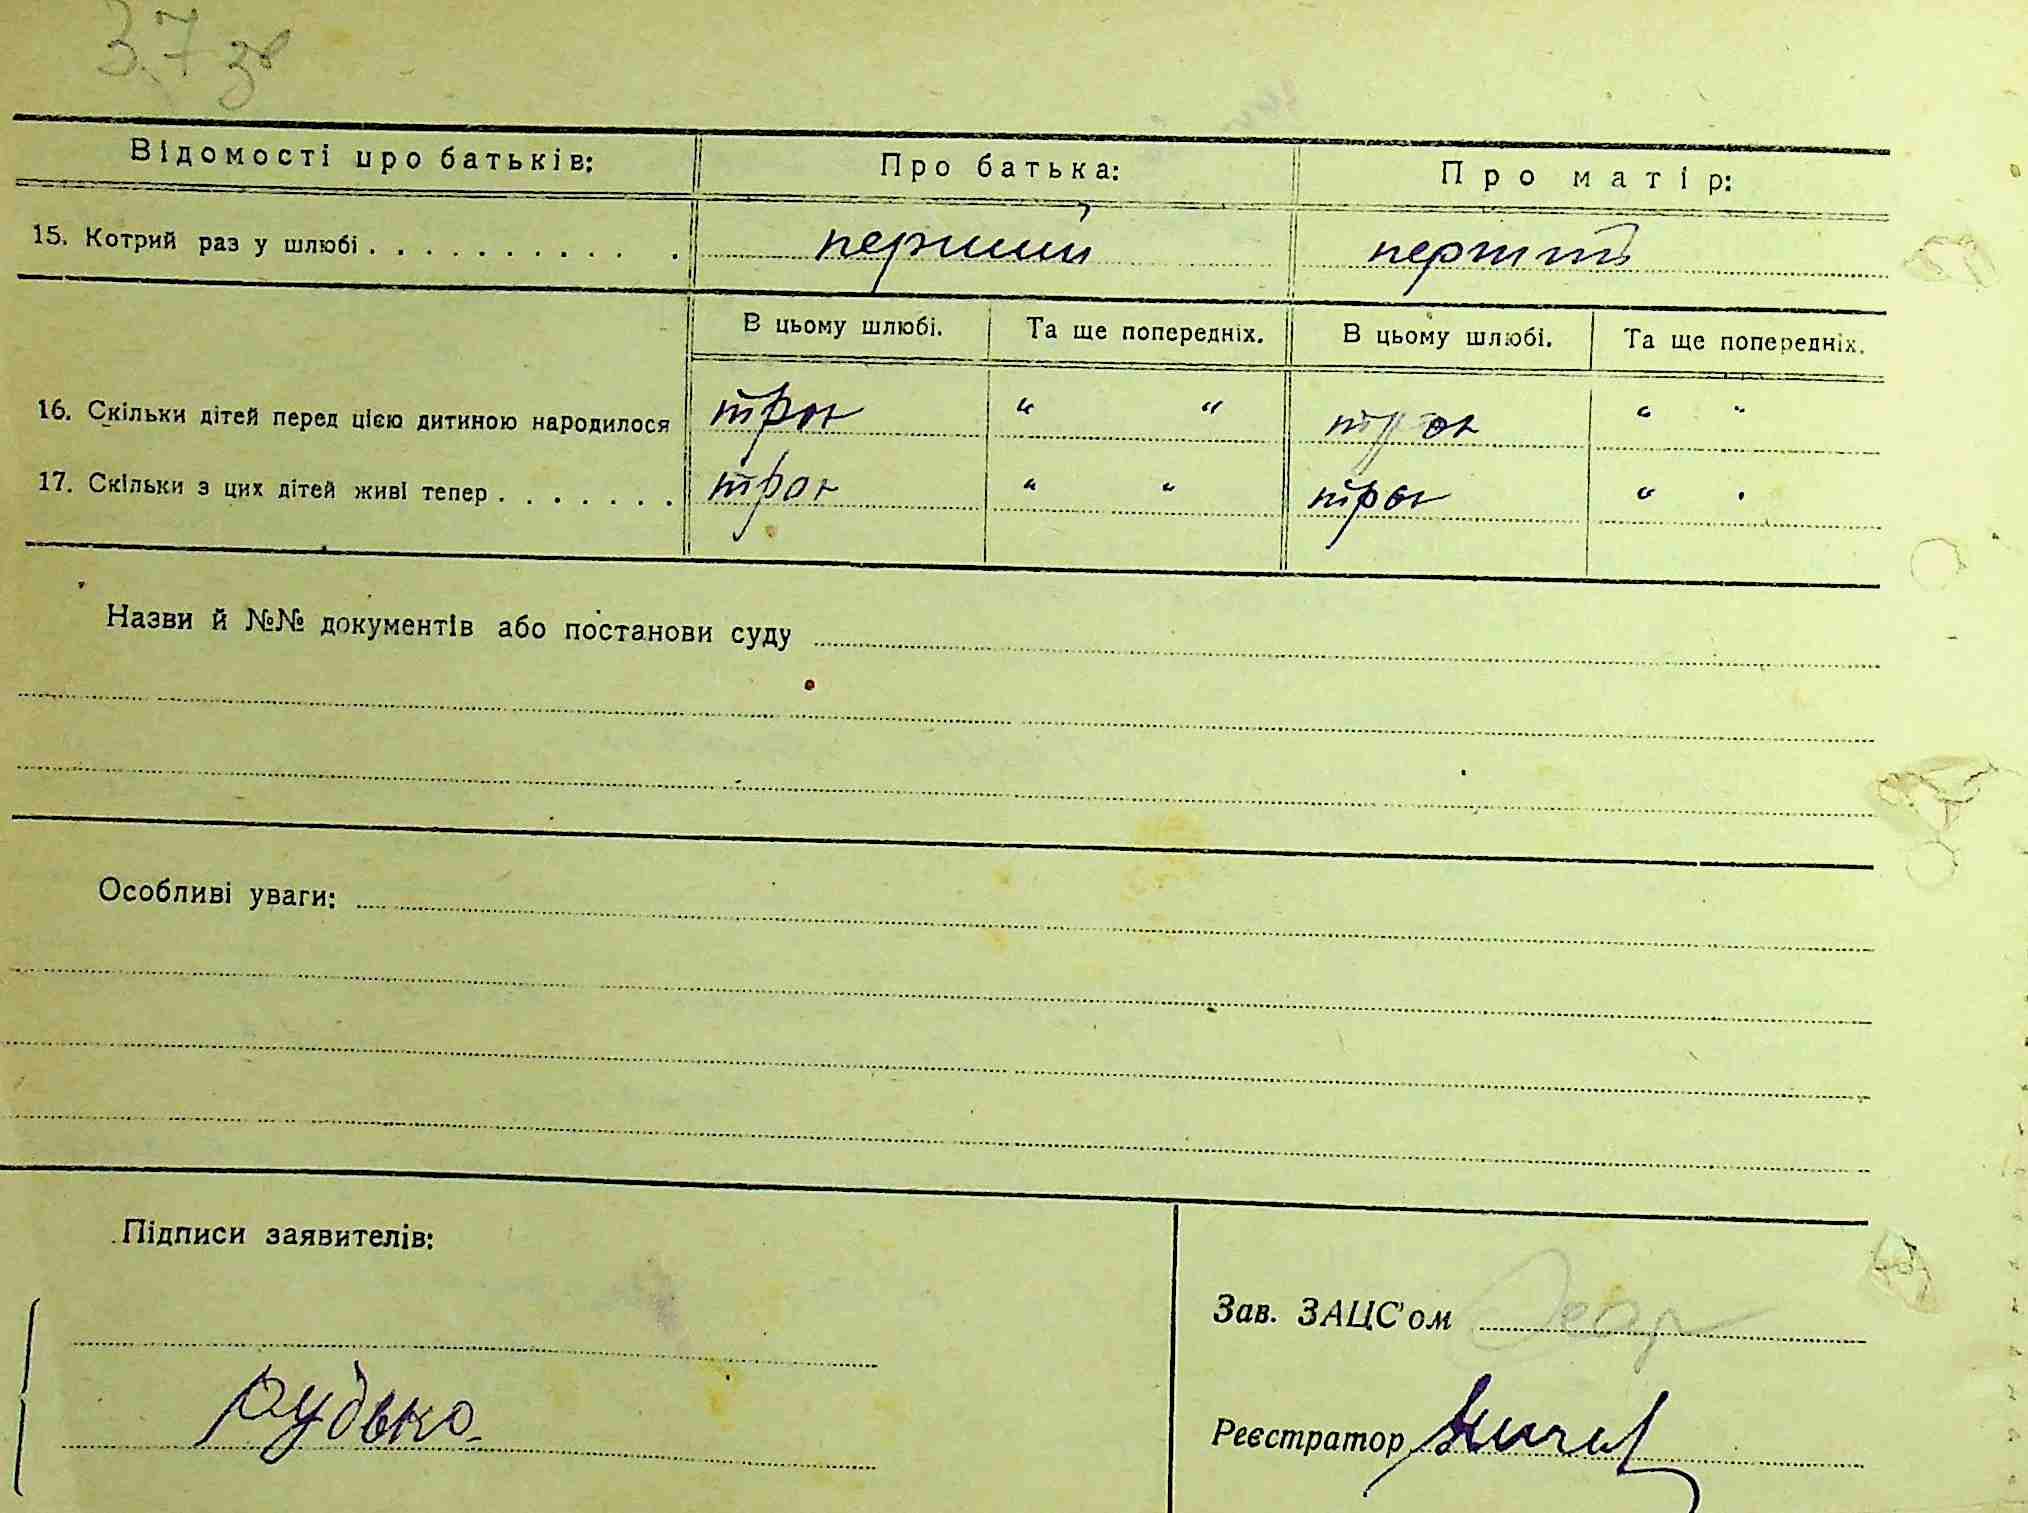 37 зв
Відомості про батьків: Про батька: Про матір:
15. Котрий раз у шлюбі перший перший
В цьому шлюбі. Та ще попередніх. В цьому шлюбі. Та ще попередніх.
16. Скільки дітей перед цією дитиною народилося троє " " троє " "
17. Скільки з цих дітей живі тепер троє " " троє " "
Назви й №№ документів або постанови суду
Особливі уваги:
Підписи заявителів:
Зав. ЗАЦС'ом
Рудько
Реєстратор